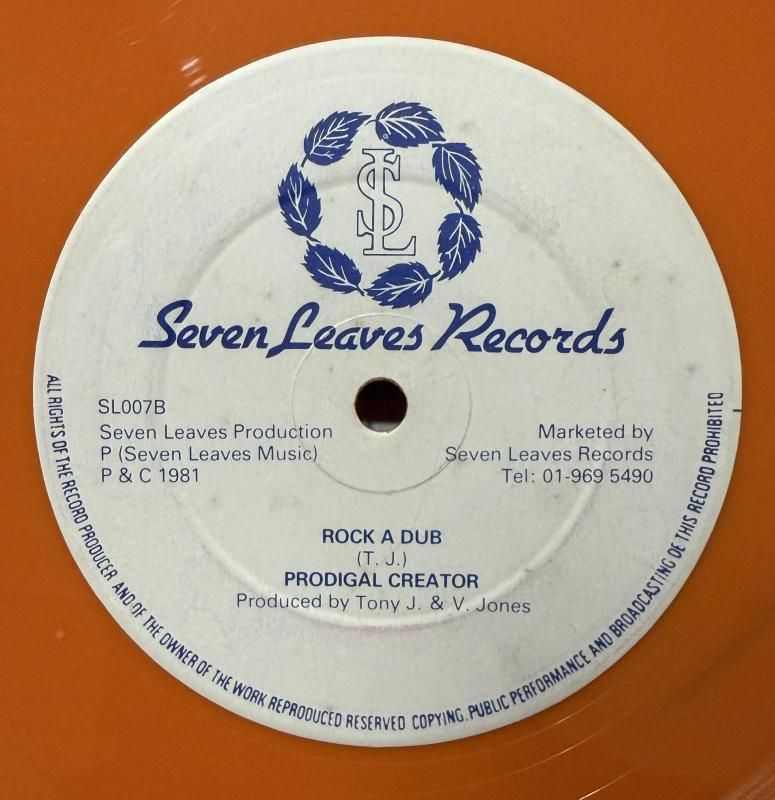 SLL
Seven Leaves Records
SL007B
Seven Leaves Production
P (Seven Leaves Music)
P & C 1981
Marketed by
Seven Leaves Records
Tel: 01-969 5490
ROCK A DUB
(T. J.)
PRODIGAL CREATOR
Produced by Tony J. & V. Jones
ALL RIGHTS OF THE RECORD PRODUCER AND OF THE OWNER OF THE WORK REPRODUCED RESERVED COPYING. PUBLIC PERFORMANCE AND BROADCASTING OE THIS RECORD PROHIBITED